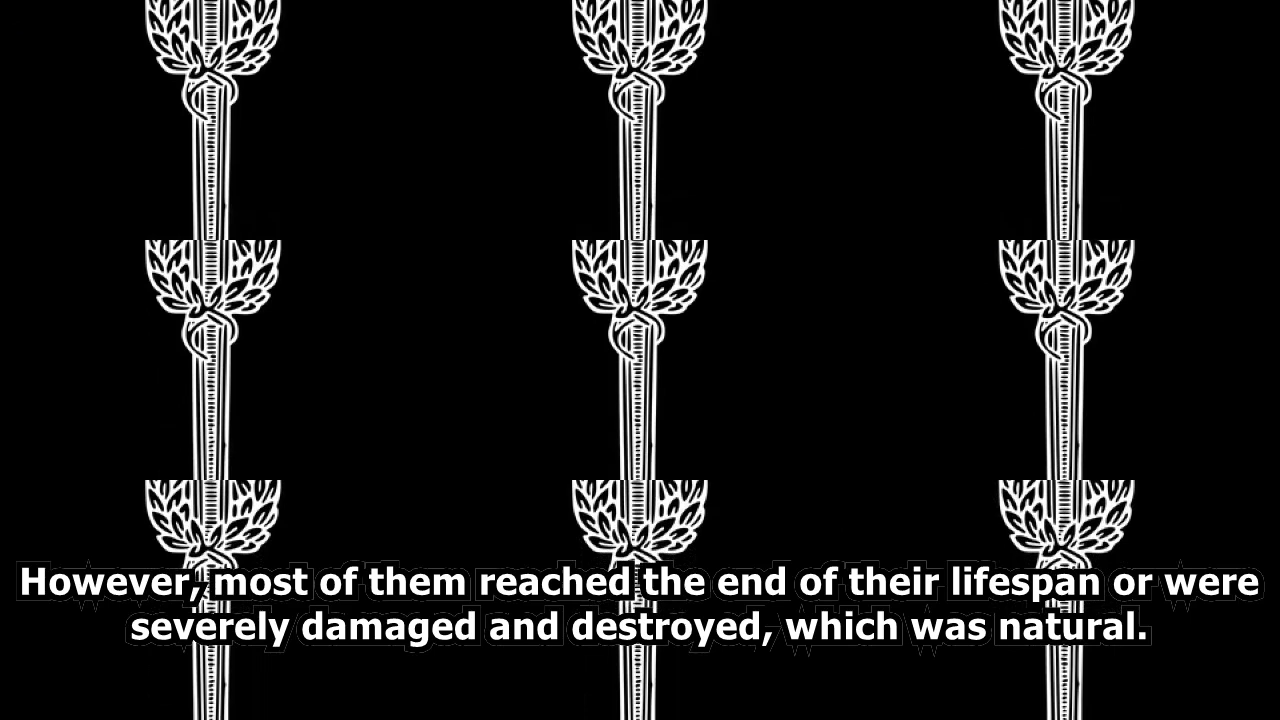 However, most of them reached the end of their lifespan or were
severely damaged and destroyed, which was natural.